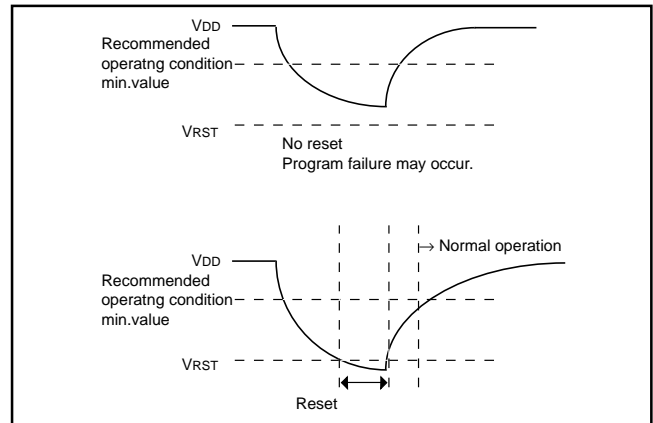 VDD
Recommended
operatng condition
min.value
VRST
No reset
Program failure may occur.
→ Normal operation
VDD
Recommended
operatng condition
min.value
VRST
Reset